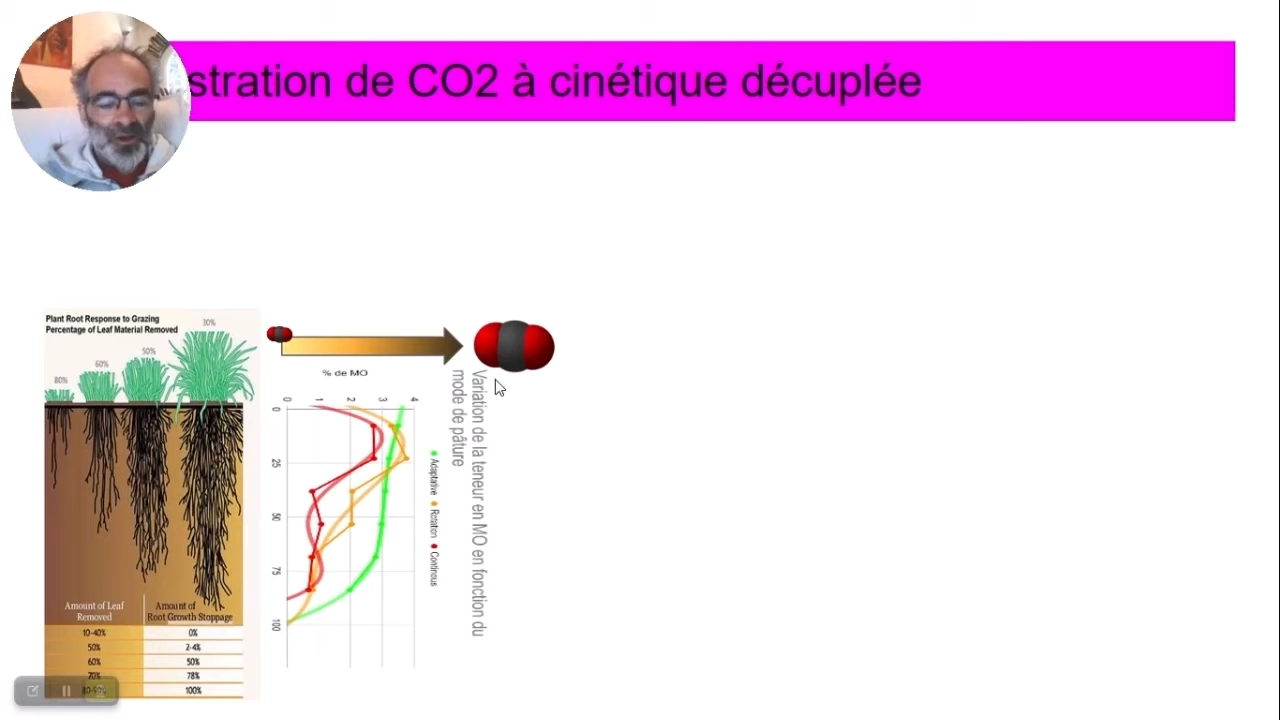 stration de CO2 à cinétique décuplée
Plant Root Response to Grazing
Percentage of Leaf Material Removed
30%
50%
60%
80%
% de MO
0 1 2 3 4
0
25
50
75
100
Adaptative Rotation Continous
Variation de la teneur en MO en fonction du
mode de pâture
Amount of Leaf
Removed
Amount of
Root Growth Stoppage
10-40% 0%
50% 2-4%
60% 50%
70% 78%
80-90% 100%